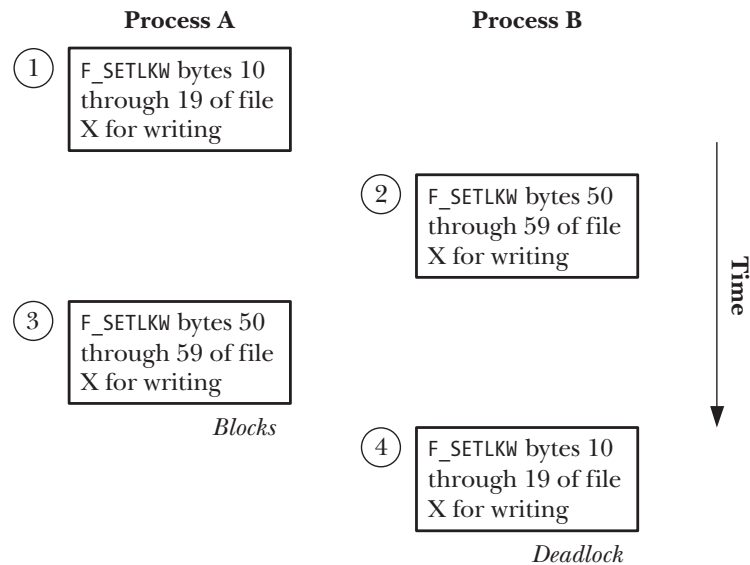 Process A
Process B
1
F_SETLKW bytes 10
through 19 of file
X for writing
2
F_SETLKW bytes 50
through 59 of file
X for writing
Time
3
F_SETLKW bytes 50
through 59 of file
X for writing
Blocks
4
F_SETLKW bytes 10
through 19 of file
X for writing
Deadlock